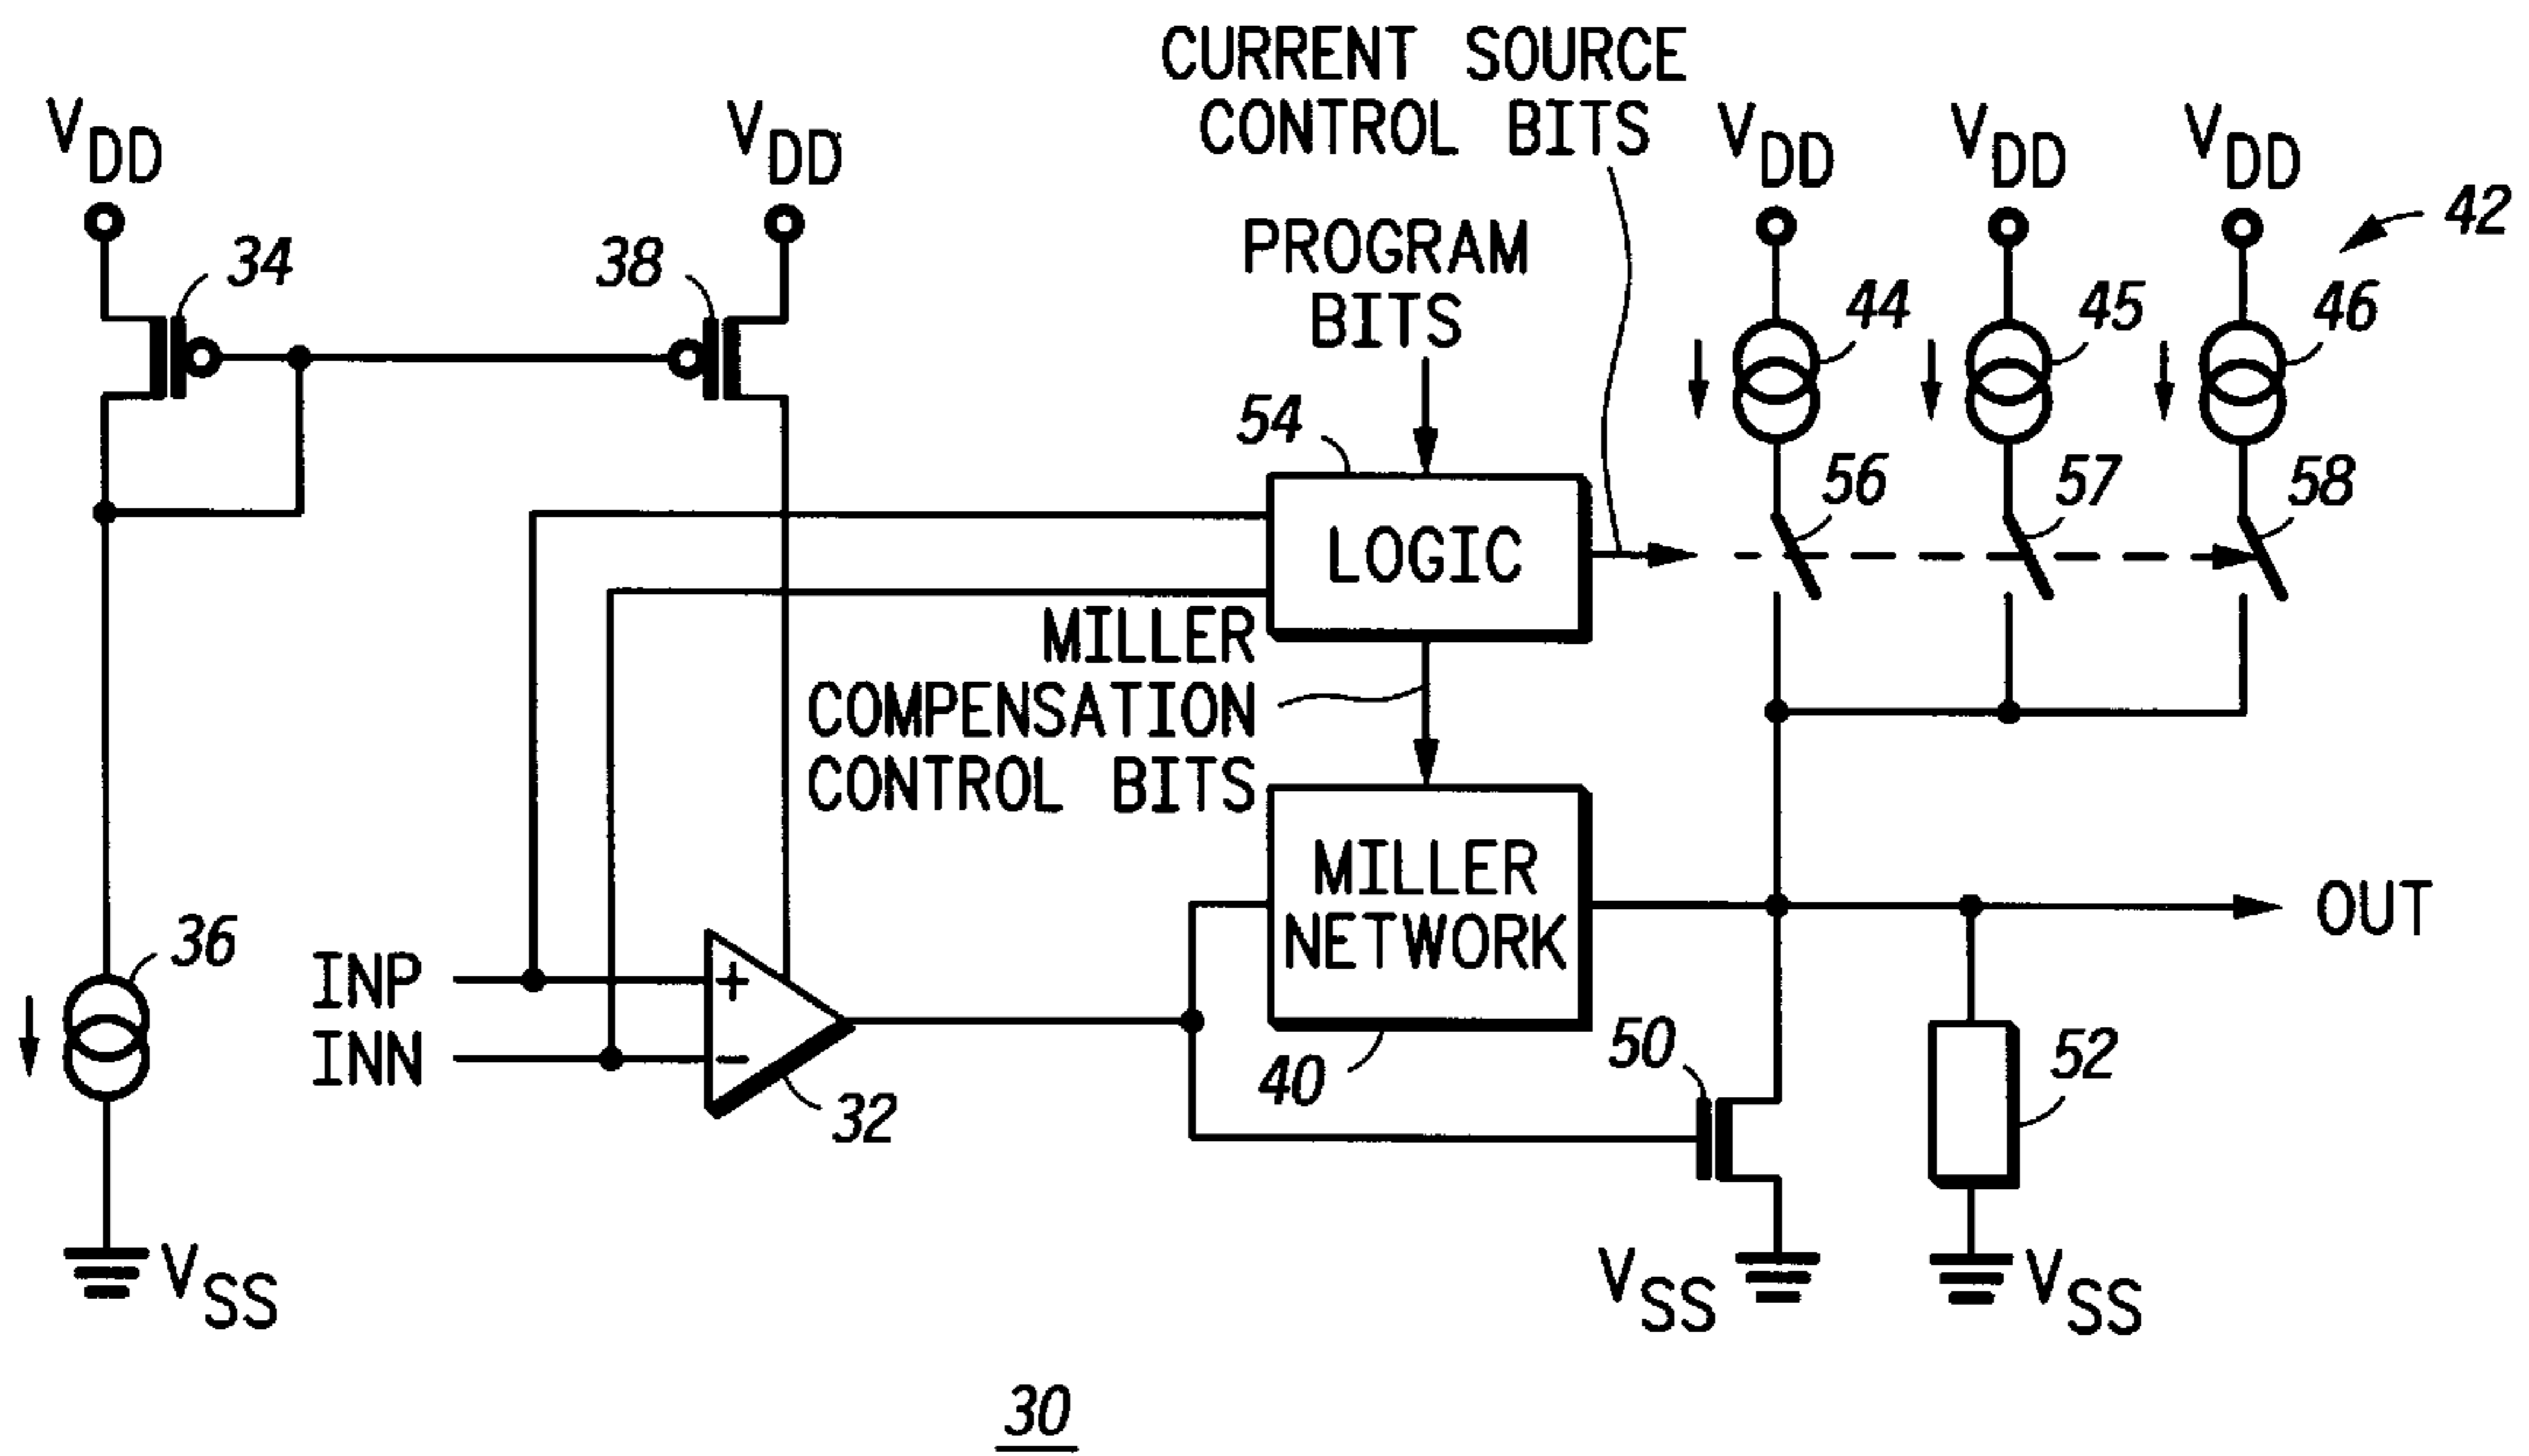 CURRENT SOURCE
CONTROL BITS
VDD
VDD
VDD
VDD
VDD
42
PROGRAM
BITS
34
38
44
45
46
54
56
57
58
LOGIC
MILLER
COMPENSATION
CONTROL BITS
MILLER
NETWORK
OUT
36
INP
INN
+
−
32
40
50
52
VSS
VSS
VSS
30